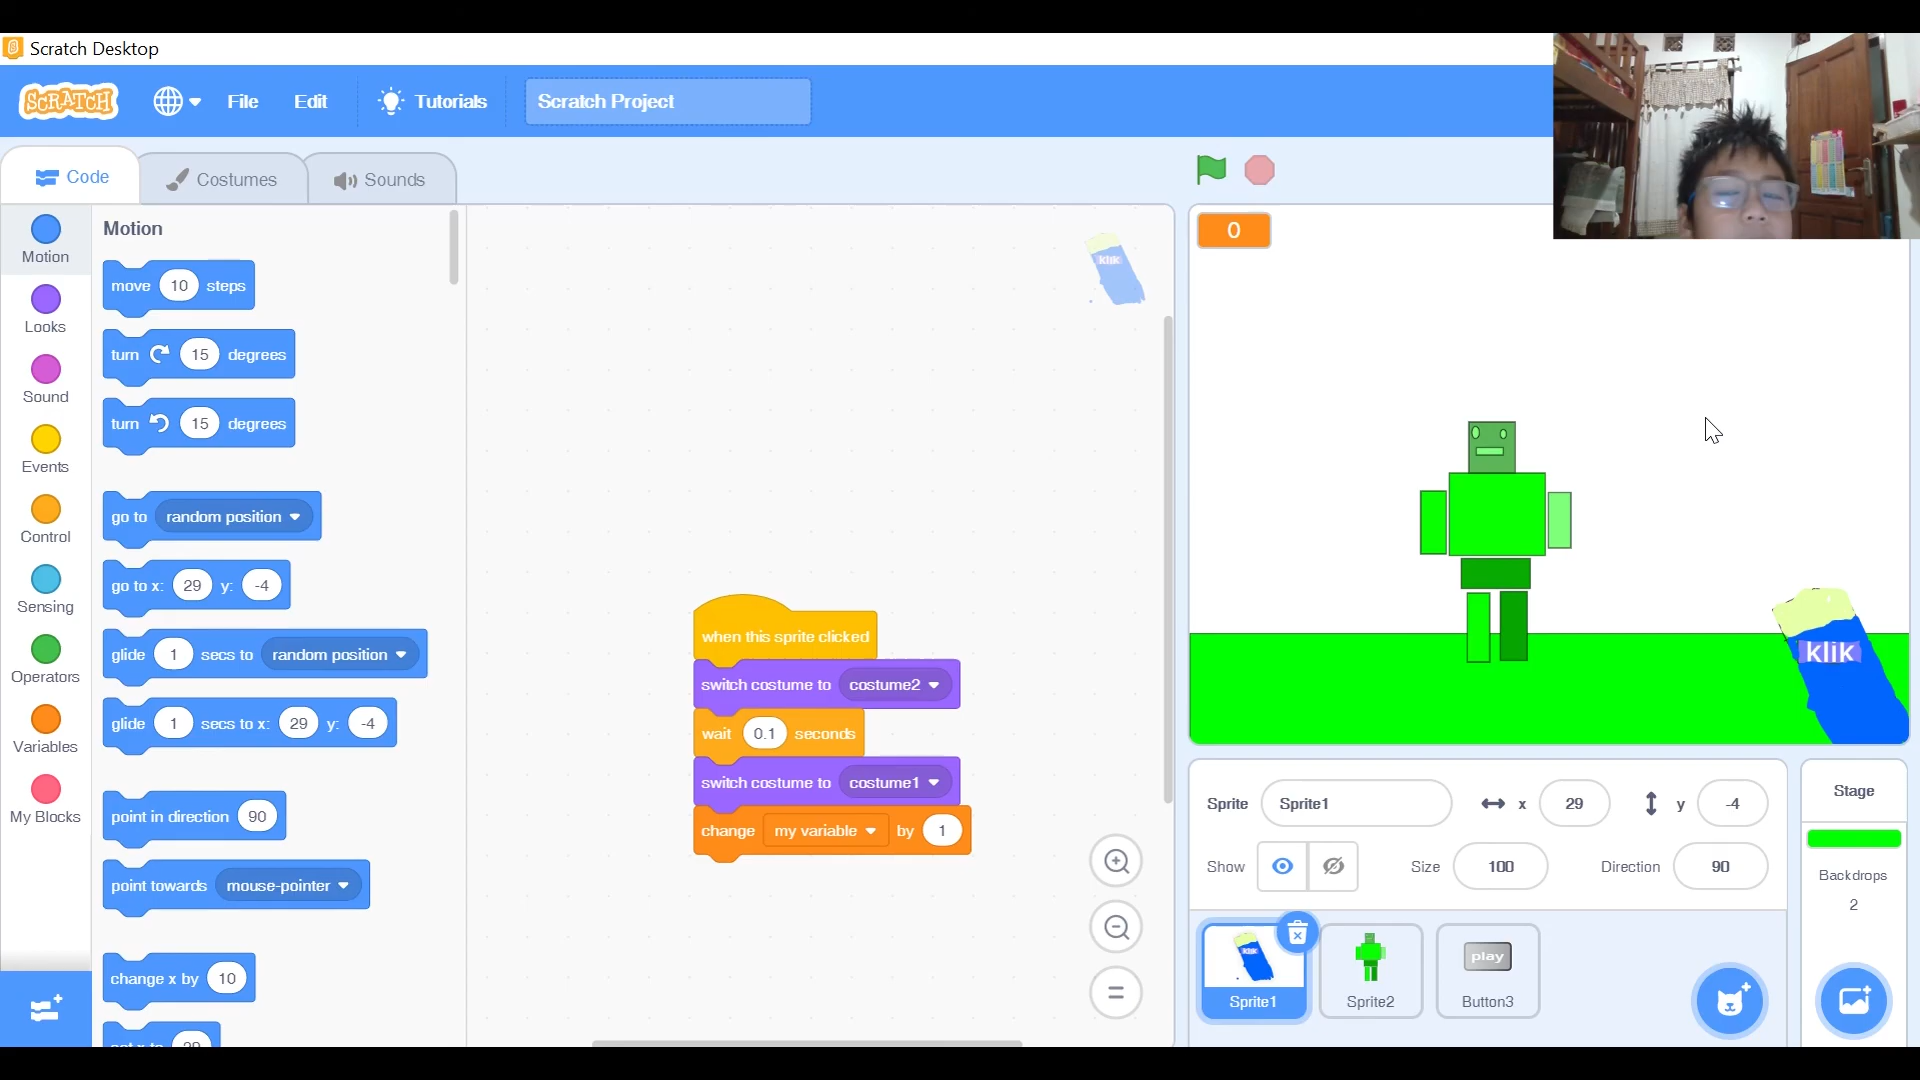 Scratch Desktop
SCRATCH
File
Edit
Tutorials
Scratch Project
Code
Costumes
Sounds
Motion
Looks
Sound
Events
Control
Sensing
Operators
Variables
My Blocks
Motion
move 10 steps
turn 15 degrees
turn 15 degrees
go to random position
go to x: 29 y: -4
glide 1 secs to random position
glide 1 secs to x: 29 y: -4
point in direction 90
point towards mouse-pointer
change x by 10
klik
when this sprite clicked
switch costume to costume2
wait 0.1 seconds
switch costume to costume1
change my variable by 1
0
klik
Sprite Sprite1 x 29 y -4
Show Size 100 Direction 90
klik
Sprite1
Sprite2
play
Button3
Stage
Backdrops
2